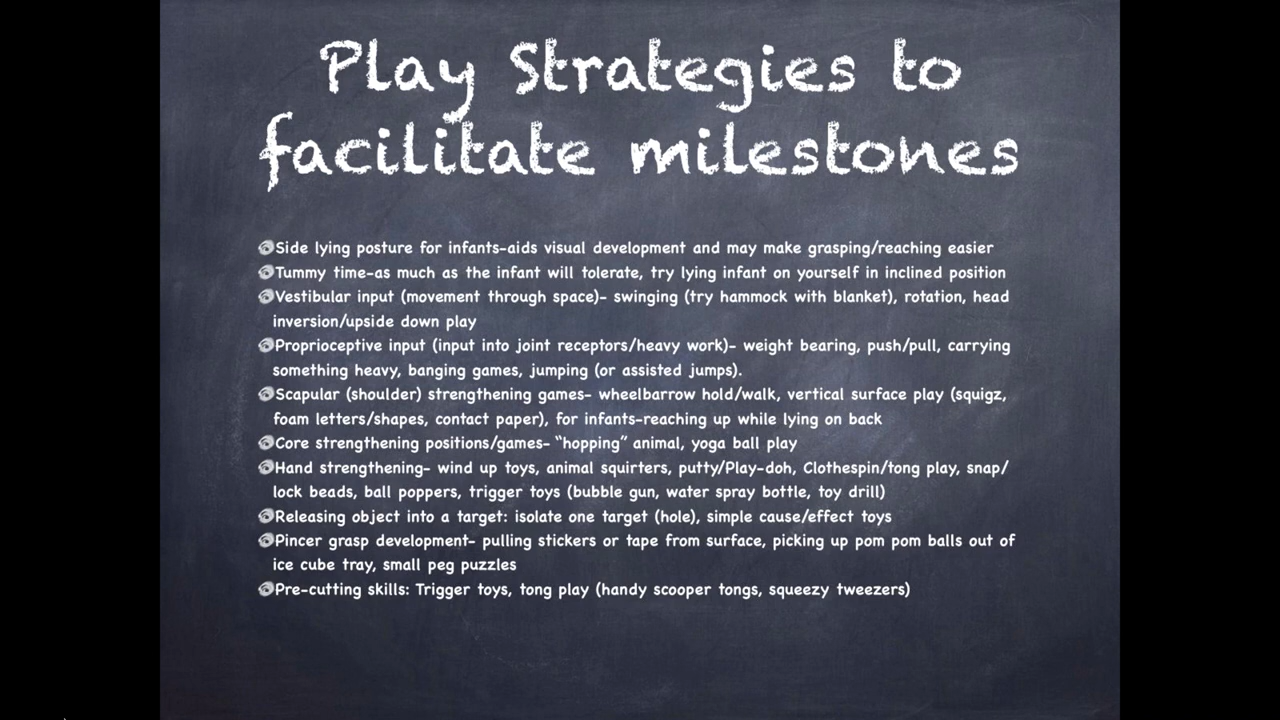 Play Strategies to
facilitate milestones
Side lying posture for infants-aids visual development and may make grasping/reaching easier
Tummy time-as much as the infant will tolerate, try lying infant on yourself in inclined position
Vestibular input (movement through space)- swinging (try hammock with blanket), rotation, head
inversion/upside down play
Proprioceptive input (input into joint receptors/heavy work)- weight bearing, push/pull, carrying
something heavy, banging games, jumping (or assisted jumps).
Scapular (shoulder) strengthening games- wheelbarrow hold/walk, vertical surface play (squigz,
foam letters/shapes, contact paper), for infants-reaching up while lying on back
Core strengthening positions/games- “hopping” animal, yoga ball play
Hand strengthening- wind up toys, animal squirters, putty/Play-doh, Clothespin/tong play, snap/
lock beads, ball poppers, trigger toys (bubble gun, water spray bottle, toy drill)
Releasing object into a target: isolate one target (hole), simple cause/effect toys
Pincer grasp development- pulling stickers or tape from surface, picking up pom pom balls out of
ice cube tray, small peg puzzles
Pre-cutting skills: Trigger toys, tong play (handy scooper tongs, squeezy tweezers)